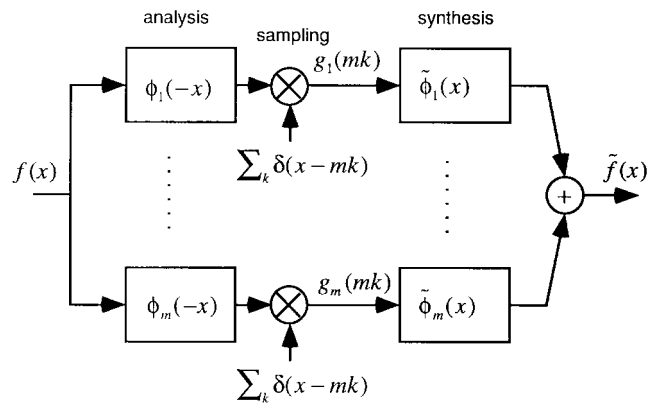 analysis
sampling
synthesis
ϕ₁(−x)
g₁(mk)
ϕ̃₁(x)
∑ₖ δ(x−mk)
f(x)
f̃(x)
+
ϕₘ(−x)
gₘ(mk)
ϕ̃ₘ(x)
∑ₖ δ(x−mk)